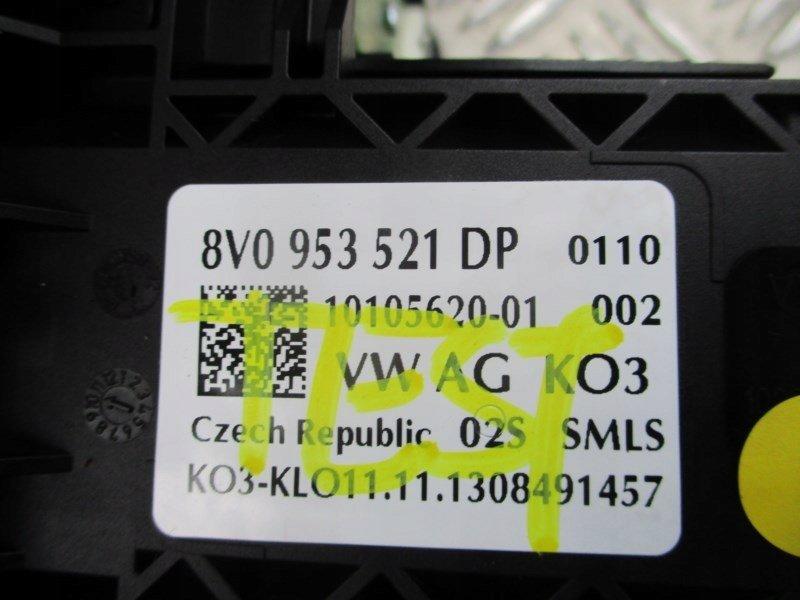 8V0 953 521 DP 0110
10105620-01 002
VW AG KO3
TEST
Czech Republic 02S SMLS
KO3-KLO11.11.1308491457